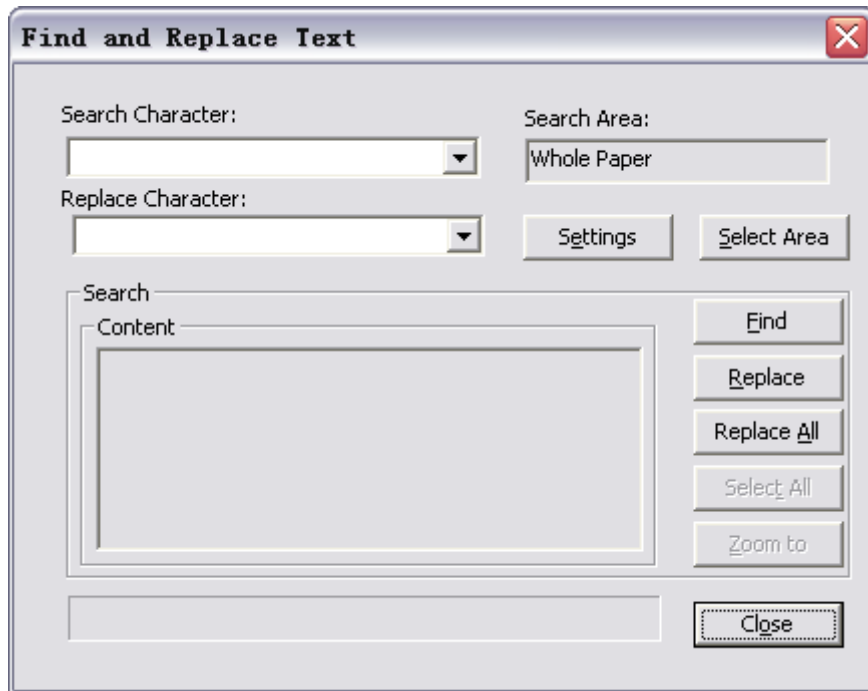 Find and Replace Text
Search Character:
Search Area:
Whole Paper
Replace Character:
Settings
Select Area
Search
Content
Find
Replace
Replace All
Select All
Zoom to
Close